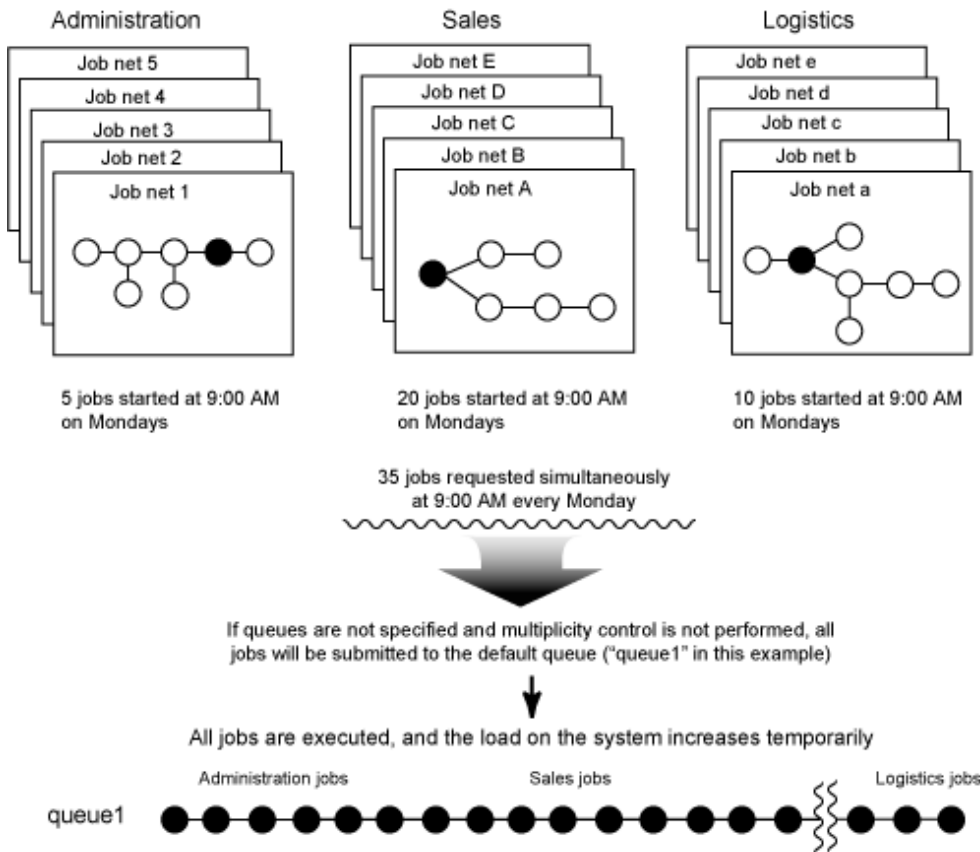 Administration
Sales
Logistics
Job net 5
Job net 4
Job net 3
Job net 2
Job net 1
Job net E
Job net D
Job net C
Job net B
Job net A
Job net e
Job net d
Job net c
Job net b
Job net a
5 jobs started at 9:00 AM
on Mondays
20 jobs started at 9:00 AM
on Mondays
10 jobs started at 9:00 AM
on Mondays
35 jobs requested simultaneously
at 9:00 AM every Monday
If queues are not specified and multiplicity control is not performed, all
jobs will be submitted to the default queue (“queue1” in this example)
All jobs are executed, and the load on the system increases temporarily
Administration jobs
Sales jobs
Logistics jobs
queue1